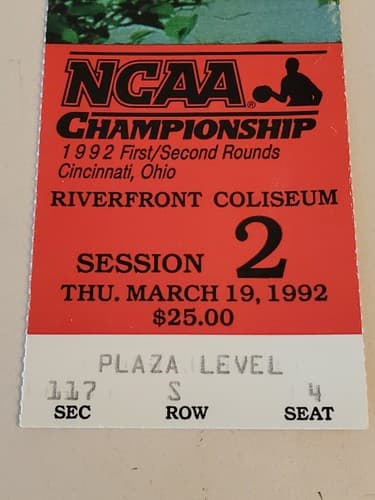 NCAA ®
CHAMPIONSHIP
1992 First/Second Rounds
Cincinnati, Ohio
RIVERFRONT COLISEUM
SESSION 2
THU. MARCH 19, 1992
$25.00
PLAZA LEVEL
117 S 4
SEC ROW SEAT